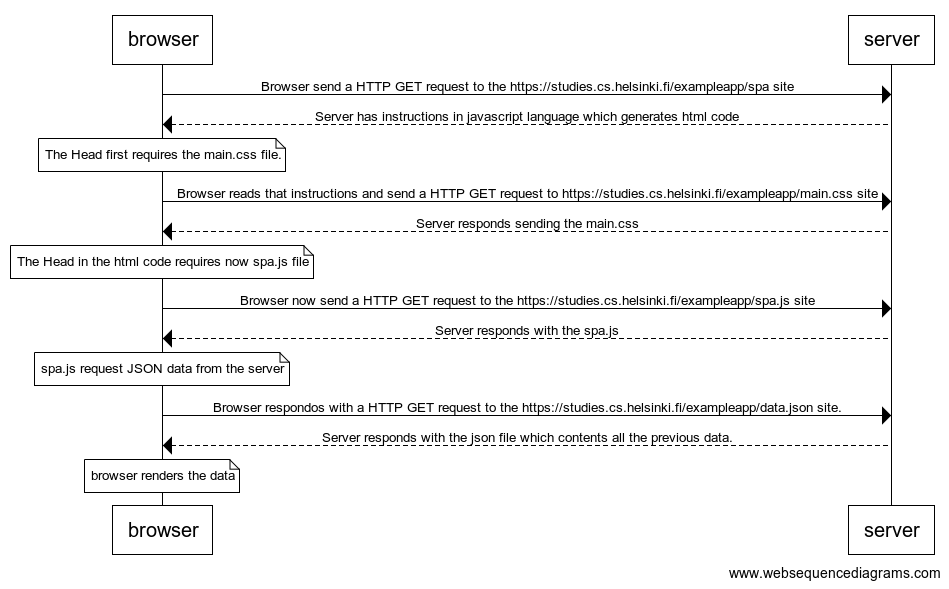 browser server
Browser send a HTTP GET request to the https://studies.cs.helsinki.fi/exampleapp/spa site
Server has instructions in javascript language which generates html code
The Head first requires the main.css file.
Browser reads that instructions and send a HTTP GET request to https://studies.cs.helsinki.fi/exampleapp/main.css site
Server responds sending the main.css
The Head in the html code requires now spa.js file
Browser now send a HTTP GET request to the https://studies.cs.helsinki.fi/exampleapp/spa.js site
Server responds with the spa.js
spa.js request JSON data from the server
Browser respondos with a HTTP GET request to the https://studies.cs.helsinki.fi/exampleapp/data.json site.
Server responds with the json file which contents all the previous data.
browser renders the data
browser server
www.websequencediagrams.com